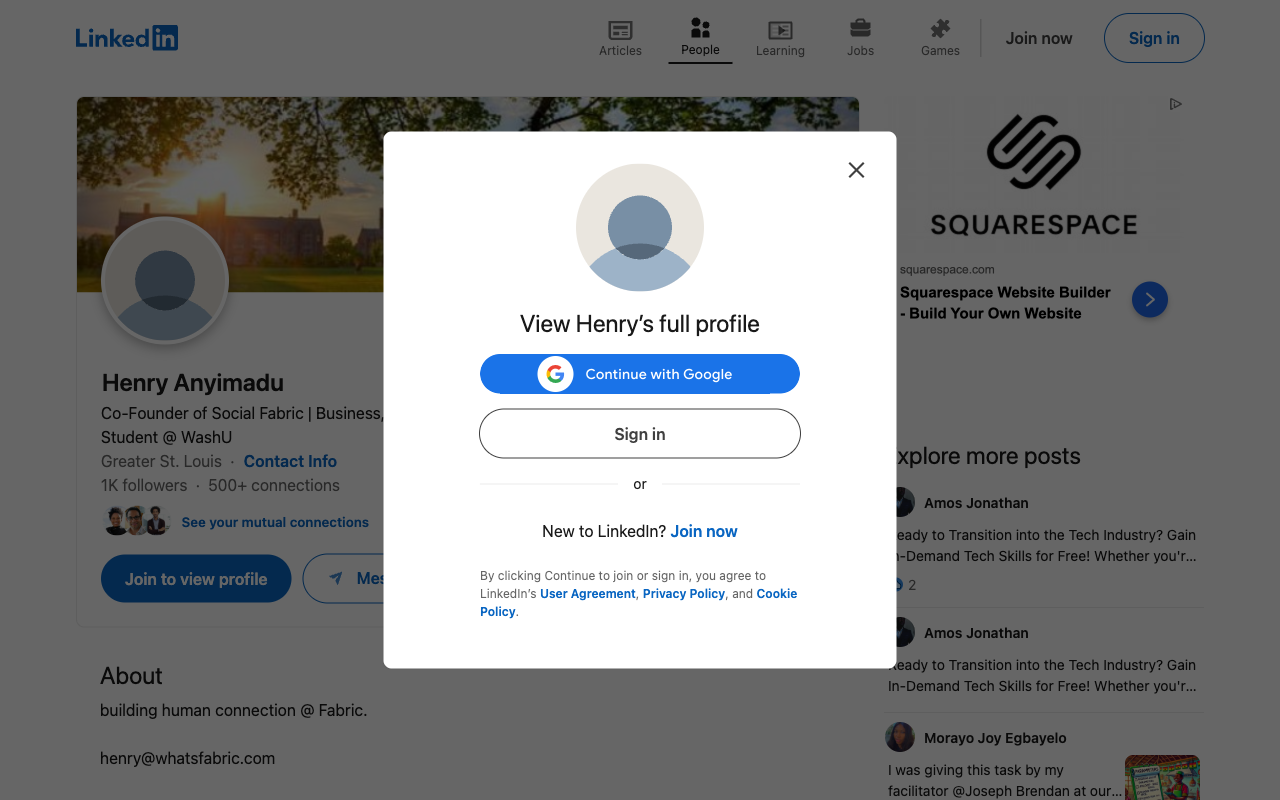 Linked in
Articles
People
Learning
Jobs
Games
Join now
Sign in
Henry Anyimadu
Co-Founder of Social Fabric | Business,
Student @ WashU
Greater St. Louis · Contact Info
1K followers · 500+ connections
See your mutual connections
Join to view profile
About
building human connection @ Fabric.
henry@whatsfabric.com
View Henry’s full profile
Continue with Google
Sign in
or
New to LinkedIn? Join now
By clicking Continue to join or sign in, you agree to
LinkedIn’s User Agreement, Privacy Policy, and Cookie
Policy.
SQUARESPACE
squarespace.com
Squarespace Website Builder
- Build Your Own Website
more posts
Amos Jonathan
to Transition into the Tech Industry? Gain
Tech Skills for Free! Whether you'r...
2
Amos Jonathan
Ready to Transition into the Tech Industry? Gain
In-Demand Tech Skills for Free! Whether you'r...
Morayo Joy Egbayelo
I was giving this task by my
facilitator @Joseph Brendan at our...